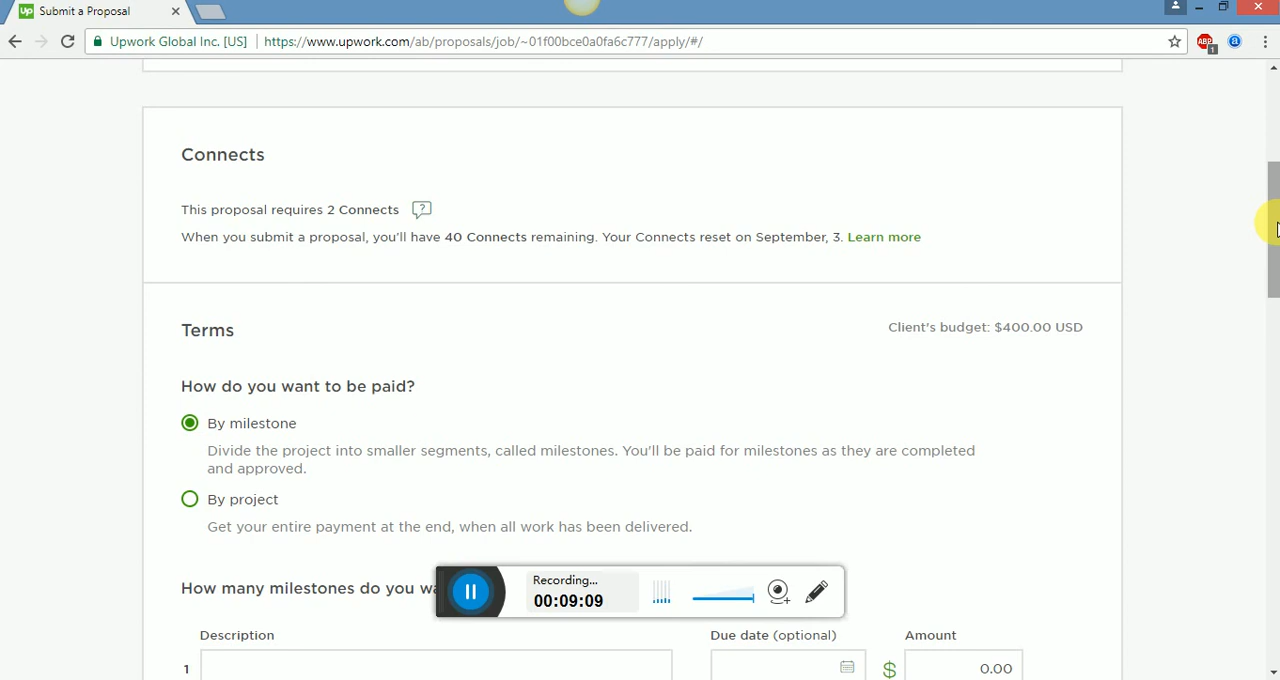 up Submit a Proposal
Upwork Global Inc. [US] https://www.upwork.com/ab/proposals/job/~01f00bce0a0fa6c777/apply/#/
ABP 1 a
Connects
This proposal requires 2 Connects ?
When you submit a proposal, you'll have 40 Connects remaining. Your Connects reset on September, 3. Learn more
Terms
Client's budget: $400.00 USD
How do you want to be paid?
By milestone
Divide the project into smaller segments, called milestones. You'll be paid for milestones as they are completed
and approved.
By project
Get your entire payment at the end, when all work has been delivered.
How many milestones do you wa
Recording...
00:09:09
Description Due date (optional) Amount
1 $ 0.00